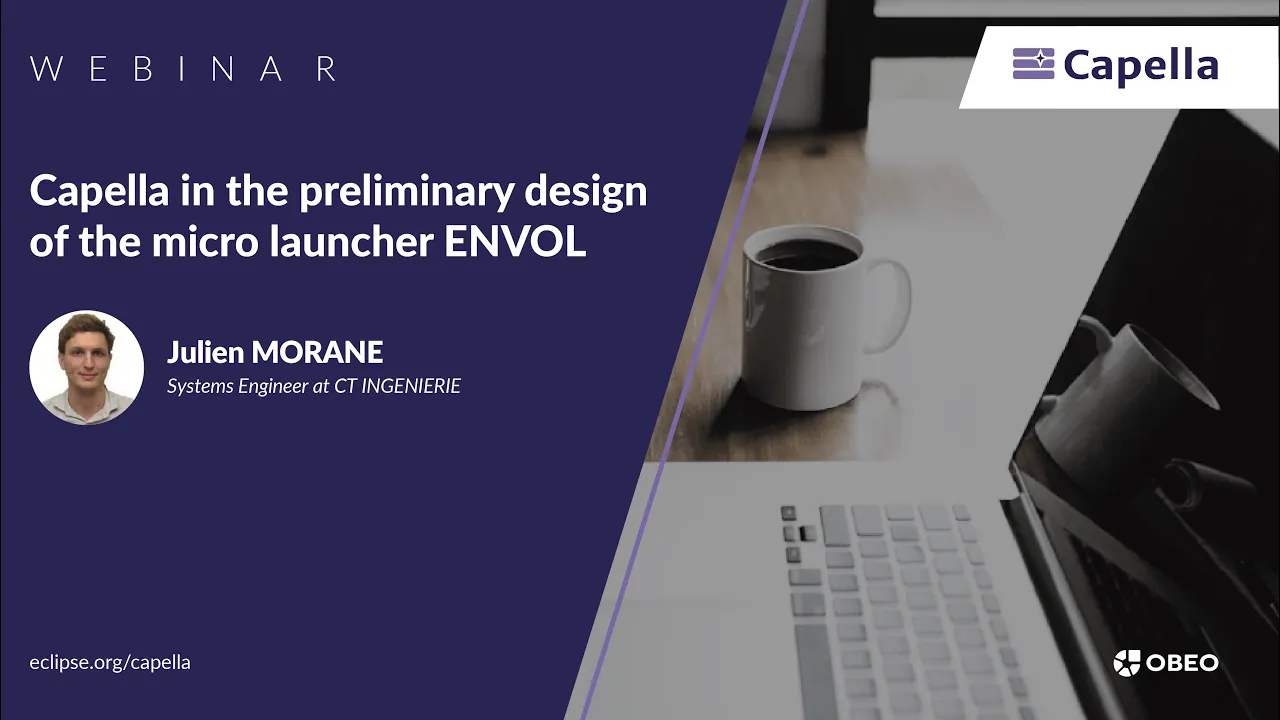 WEBINAR
Capella
Capella in the preliminary design
of the micro launcher ENVOL
Julien MORANE
Systems Engineer at CT INGENIERIE
eclipse.org/capella
OBEO